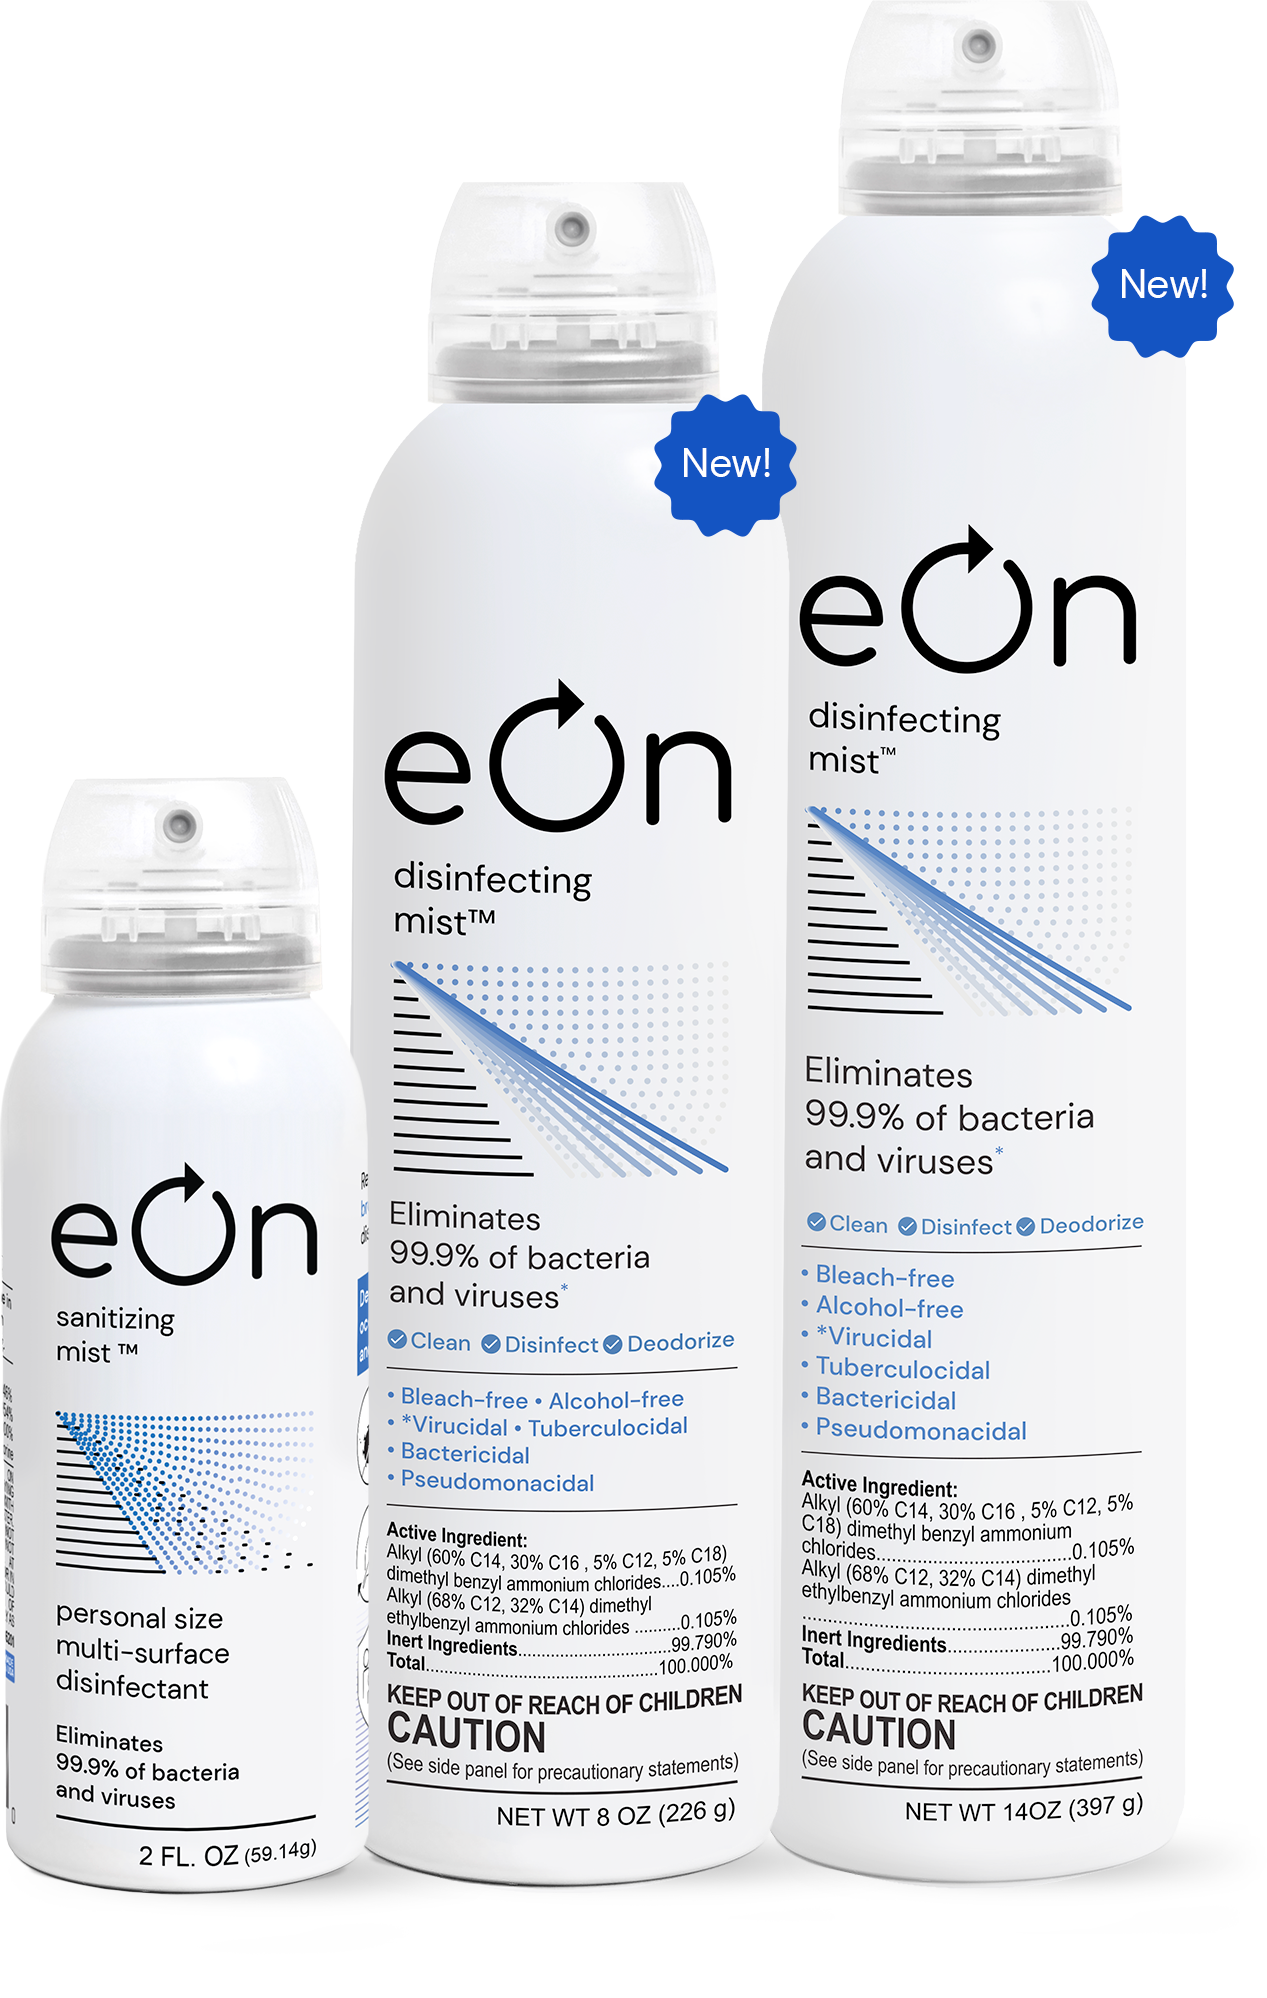 eOn
sanitizing
mist ™
personal size
multi-surface
disinfectant
Eliminates
99.9% of bacteria
and viruses
2 FL. OZ (59.14g)
New!
eOn
disinfecting
mist™
Eliminates
99.9% of bacteria
and viruses*
Clean Disinfect Deodorize
• Bleach-free • Alcohol-free
• *Virucidal • Tuberculocidal
• Bactericidal
• Pseudomonacidal
Active Ingredient:
Alkyl (60% C14, 30% C16 , 5% C12, 5% C18)
dimethyl benzyl ammonium chlorides....0.105%
Alkyl (68% C12, 32% C14) dimethyl
ethylbenzyl ammonium chlorides ..........0.105%
Inert Ingredients.................................99.790%
Total..................................................100.000%
KEEP OUT OF REACH OF CHILDREN
CAUTION
(See side panel for precautionary statements)
NET WT 8 OZ (226 g)
New!
eOn
disinfecting
mist™
Eliminates
99.9% of bacteria
and viruses*
Clean Disinfect Deodorize
• Bleach-free
• Alcohol-free
• *Virucidal
• Tuberculocidal
• Bactericidal
• Pseudomonacidal
Active Ingredient:
Alkyl (60% C14, 30% C16 , 5% C12, 5%
C18) dimethyl benzyl ammonium
chlorides..........................................0.105%
Alkyl (68% C12, 32% C14) dimethyl
ethylbenzyl ammonium chlorides
..........................................................0.105%
Inert Ingredients.........................99.790%
Total.............................................100.000%
KEEP OUT OF REACH OF CHILDREN
CAUTION
(See side panel for precautionary statements)
NET WT 14OZ (397 g)